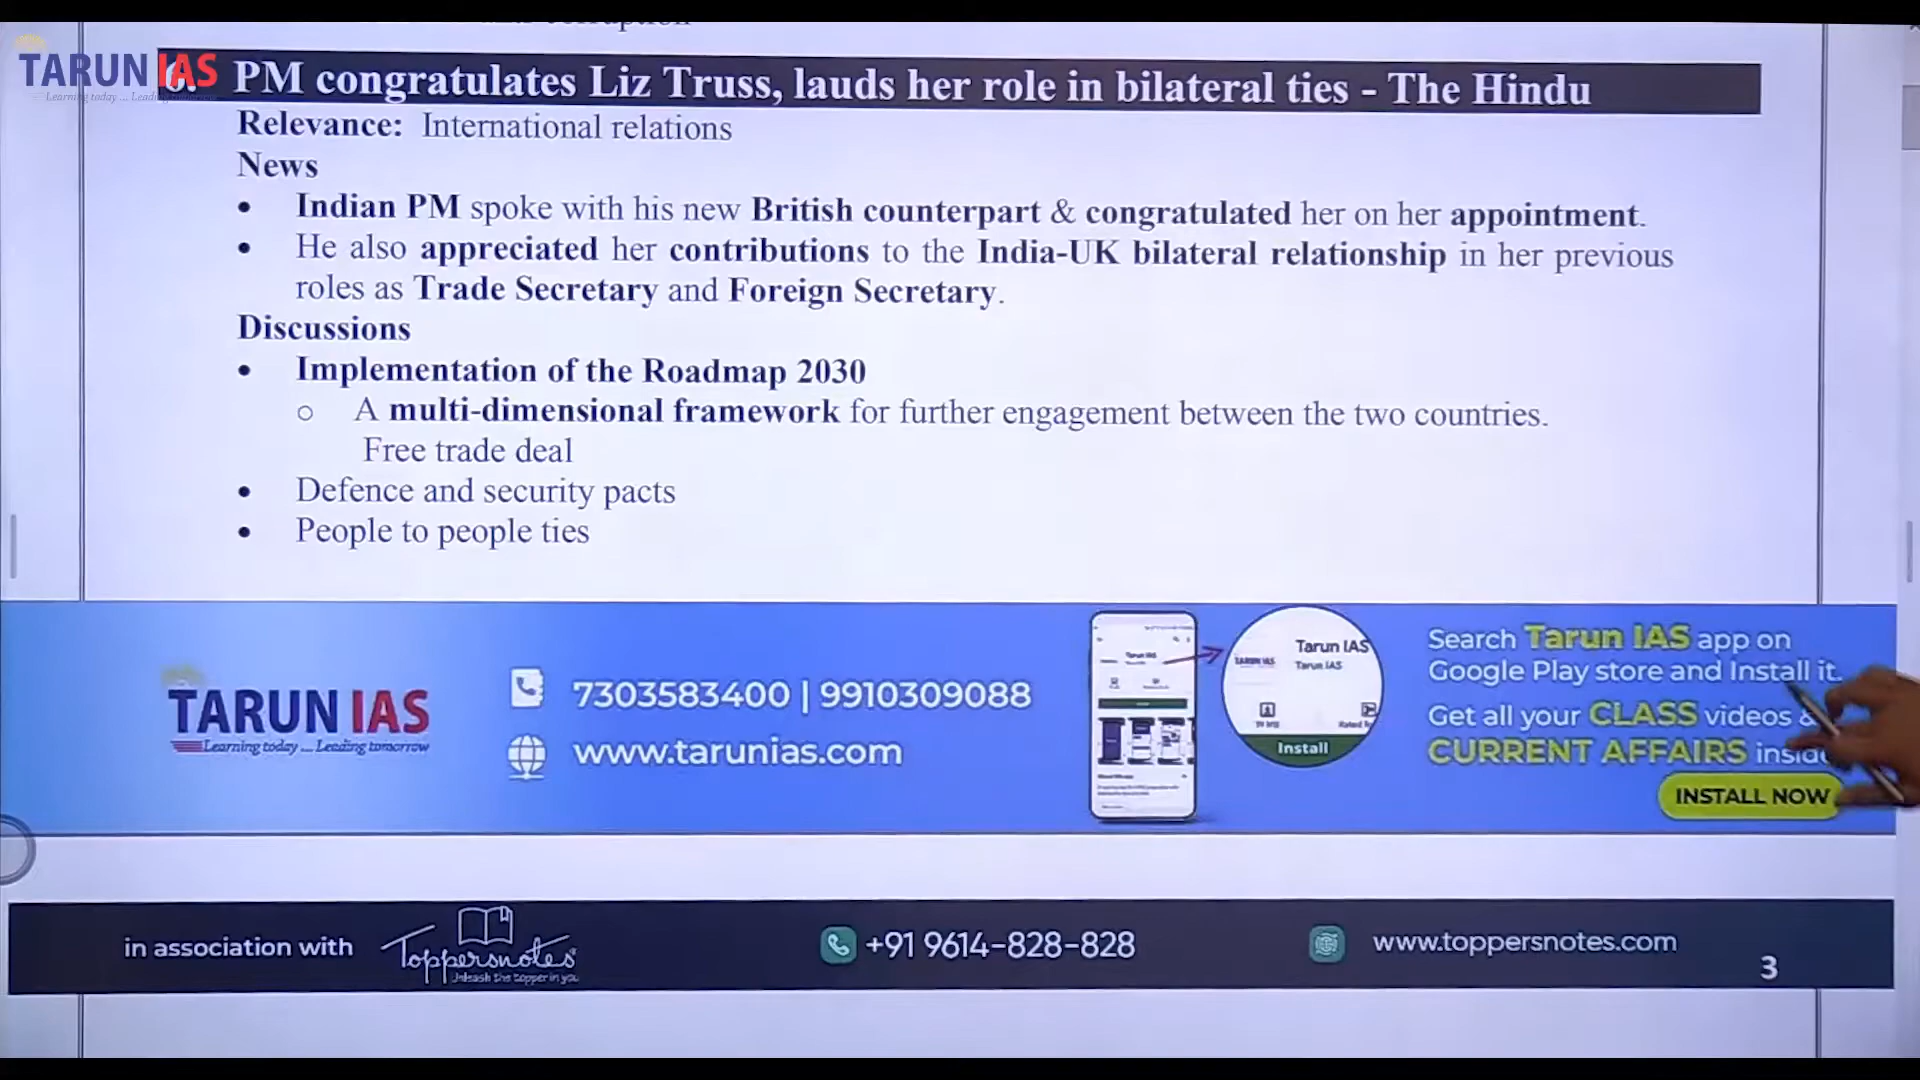 TARUN IAS
6. PM congratulates Liz Truss, lauds her role in bilateral ties - The Hindu
Relevance: International relations
News
• Indian PM spoke with his new British counterpart & congratulated her on her appointment.
• He also appreciated her contributions to the India-UK bilateral relationship in her previous
roles as Trade Secretary and Foreign Secretary.
Discussions
• Implementation of the Roadmap 2030
o A multi-dimensional framework for further engagement between the two countries.
Free trade deal
• Defence and security pacts
• People to people ties
TARUN IAS
Learning today ... Leading tomorrow
7303583400 | 9910309088
www.tarunias.com
Tarun IAS
Tarun IAS
Tarun IAS
TARUN IAS
Install
Search Tarun IAS app on
Google Play store and Install it.
Get all your CLASS videos &
CURRENT AFFAIRS
INSTALL NOW
in association with
Toppersnotes
Unleash the topper in you
+91 9614-828-828
www.toppersnotes.com
3